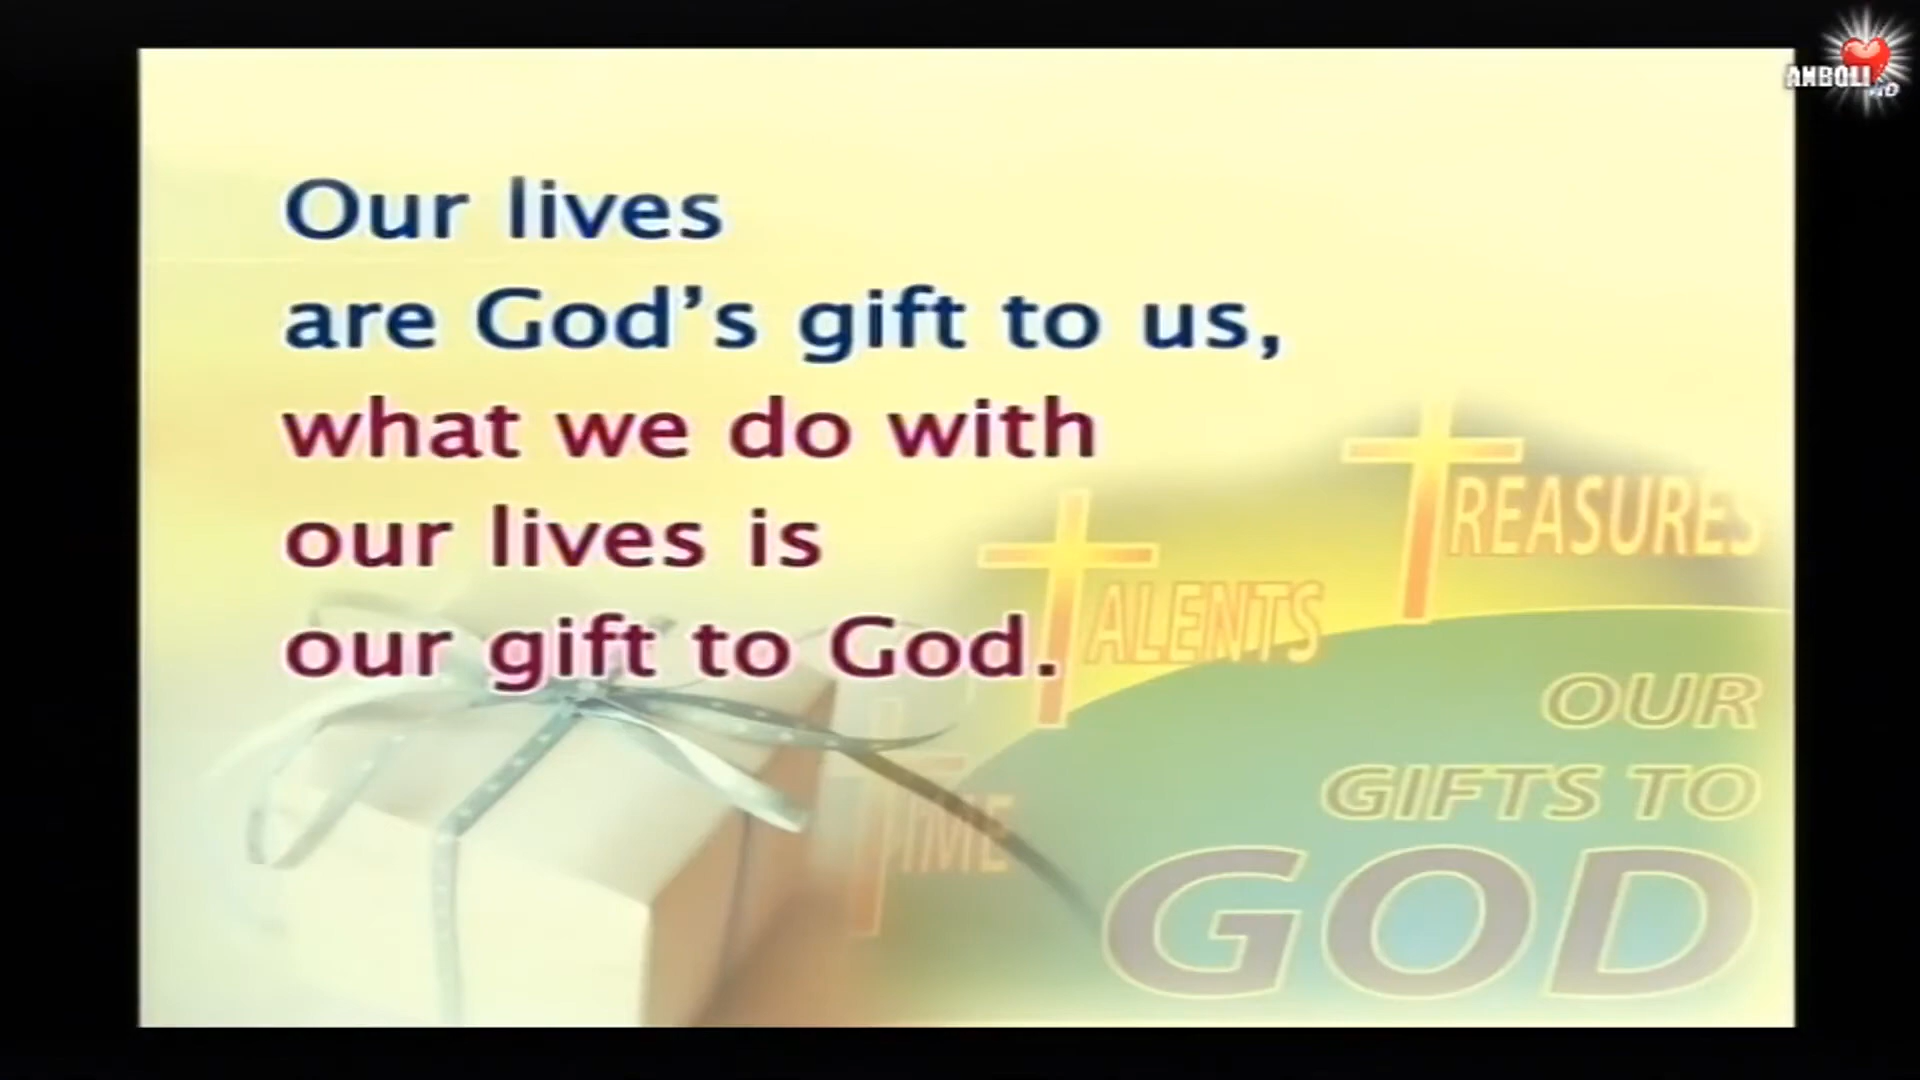 Our lives
are God's gift to us,
what we do with
our lives is
our gift to God.
TREASURES
TALENTS
TIME
OUR
GIFTS TO
GOD
ANBOLI
HD